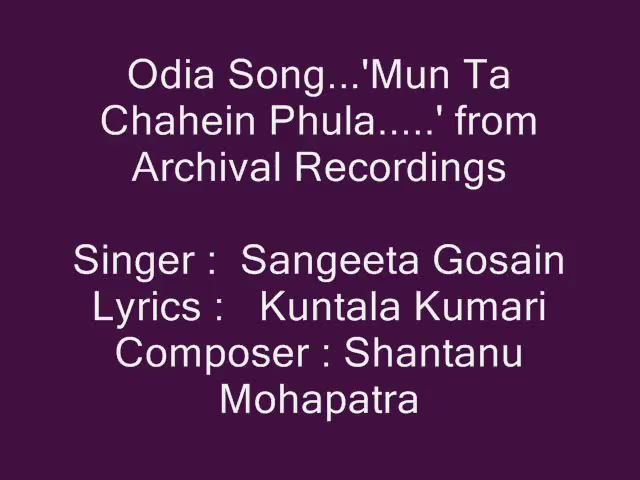 Odia Song...'Mun Ta
Chahein Phula.....' from
Archival Recordings
Singer :  Sangeeta Gosain
Lyrics :   Kuntala Kumari
Composer : Shantanu
Mohapatra